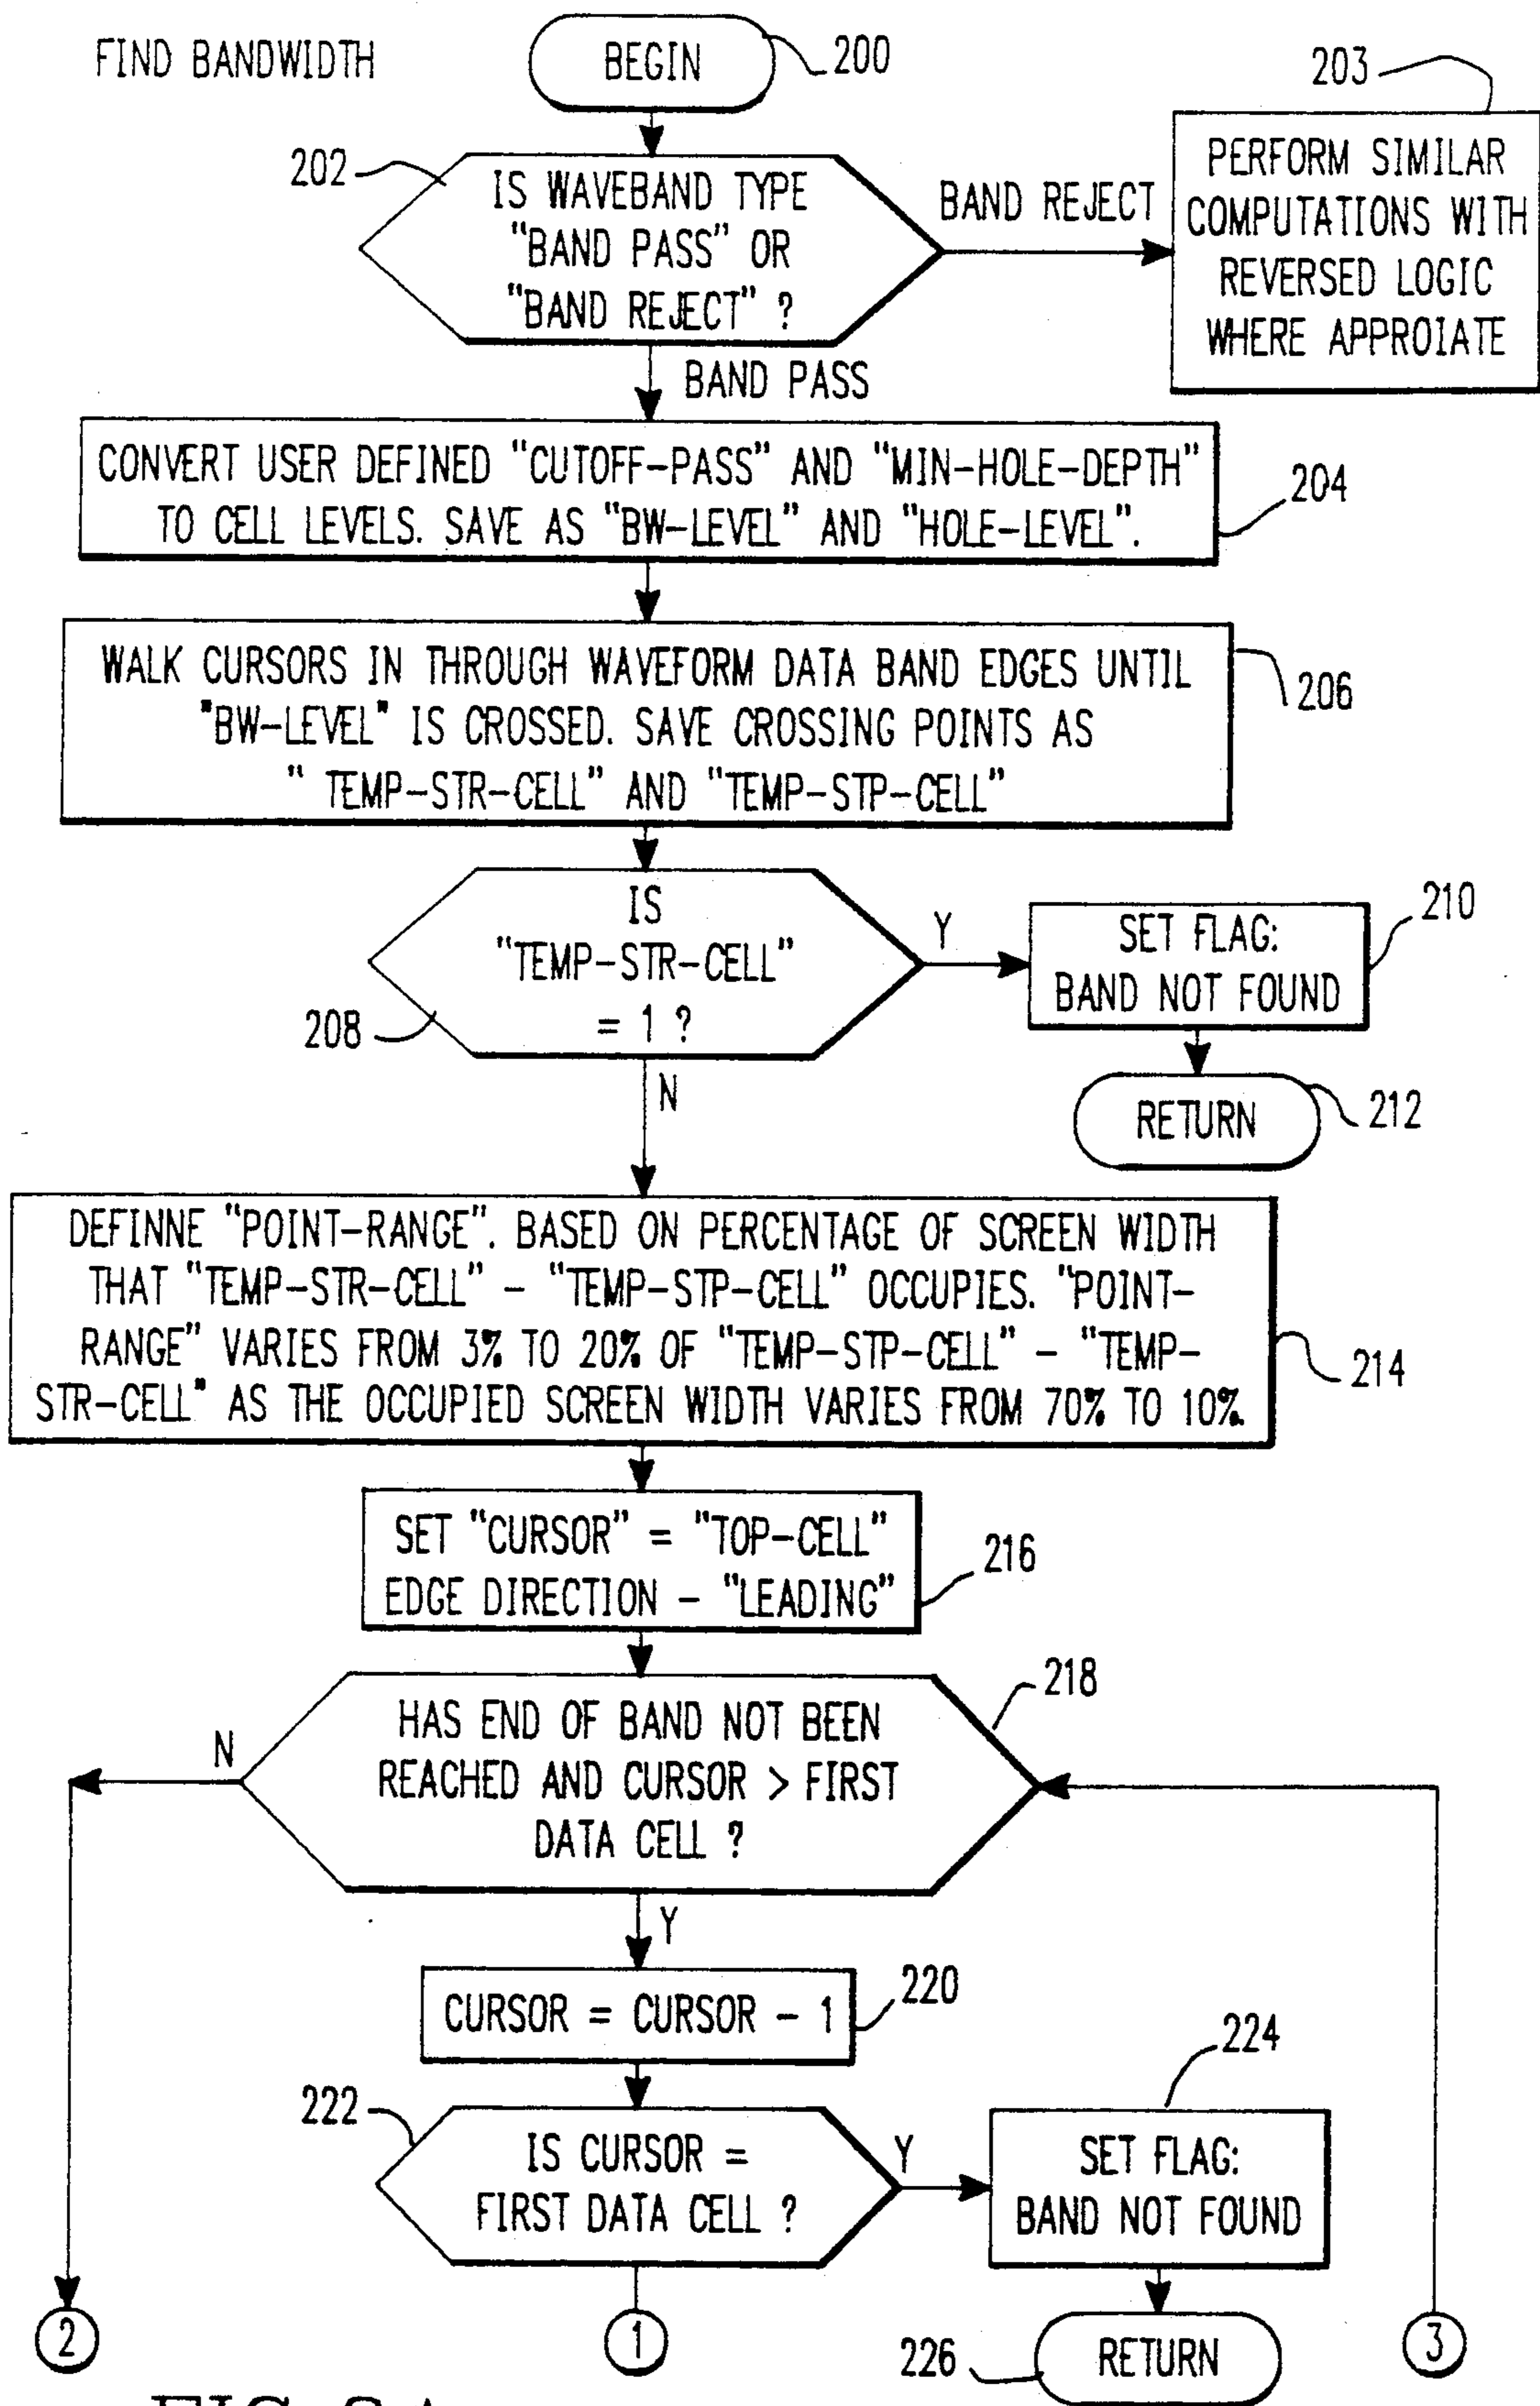 FIND BANDWIDTH
BEGIN
200
203
202
IS WAVEBAND TYPE
"BAND PASS" OR
"BAND REJECT" ?
BAND REJECT
PERFORM SIMILAR
COMPUTATIONS WITH
REVERSED LOGIC
WHERE APPROIATE
BAND PASS
CONVERT USER DEFINED "CUTOFF-PASS" AND "MIN-HOLE-DEPTH"
TO CELL LEVELS. SAVE AS "BW-LEVEL" AND "HOLE-LEVEL".
204
WALK CURSORS IN THROUGH WAVEFORM DATA BAND EDGES UNTIL
"BW-LEVEL" IS CROSSED. SAVE CROSSING POINTS AS
" TEMP-STR-CELL" AND "TEMP-STP-CELL"
206
IS
"TEMP-STR-CELL"
= 1 ?
208
Y
SET FLAG:
BAND NOT FOUND
210
N
RETURN
212
DEFINNE "POINT-RANGE". BASED ON PERCENTAGE OF SCREEN WIDTH
THAT "TEMP-STR-CELL" - "TEMP-STP-CELL" OCCUPIES. "POINT-
RANGE" VARIES FROM 3% TO 20% OF "TEMP-STP-CELL" - "TEMP-
STR-CELL" AS THE OCCUPIED SCREEN WIDTH VARIES FROM 70% TO 10%.
214
SET "CURSOR" = "TOP-CELL"
EDGE DIRECTION - "LEADING"
216
218
N
HAS END OF BAND NOT BEEN
REACHED AND CURSOR > FIRST
DATA CELL ?
Y
CURSOR = CURSOR - 1
220
222
IS CURSOR =
FIRST DATA CELL ?
Y
224
SET FLAG:
BAND NOT FOUND
2
1
226
RETURN
3